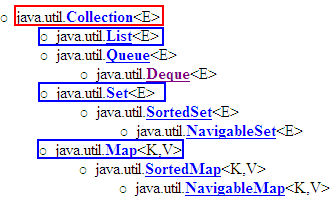 java.util.Collection<E>
java.util.List<E>
java.util.Queue<E>
java.util.Deque<E>
java.util.Set<E>
java.util.SortedSet<E>
java.util.NavigableSet<E>
java.util.Map<K,V>
java.util.SortedMap<K,V>
java.util.NavigableMap<K,V>